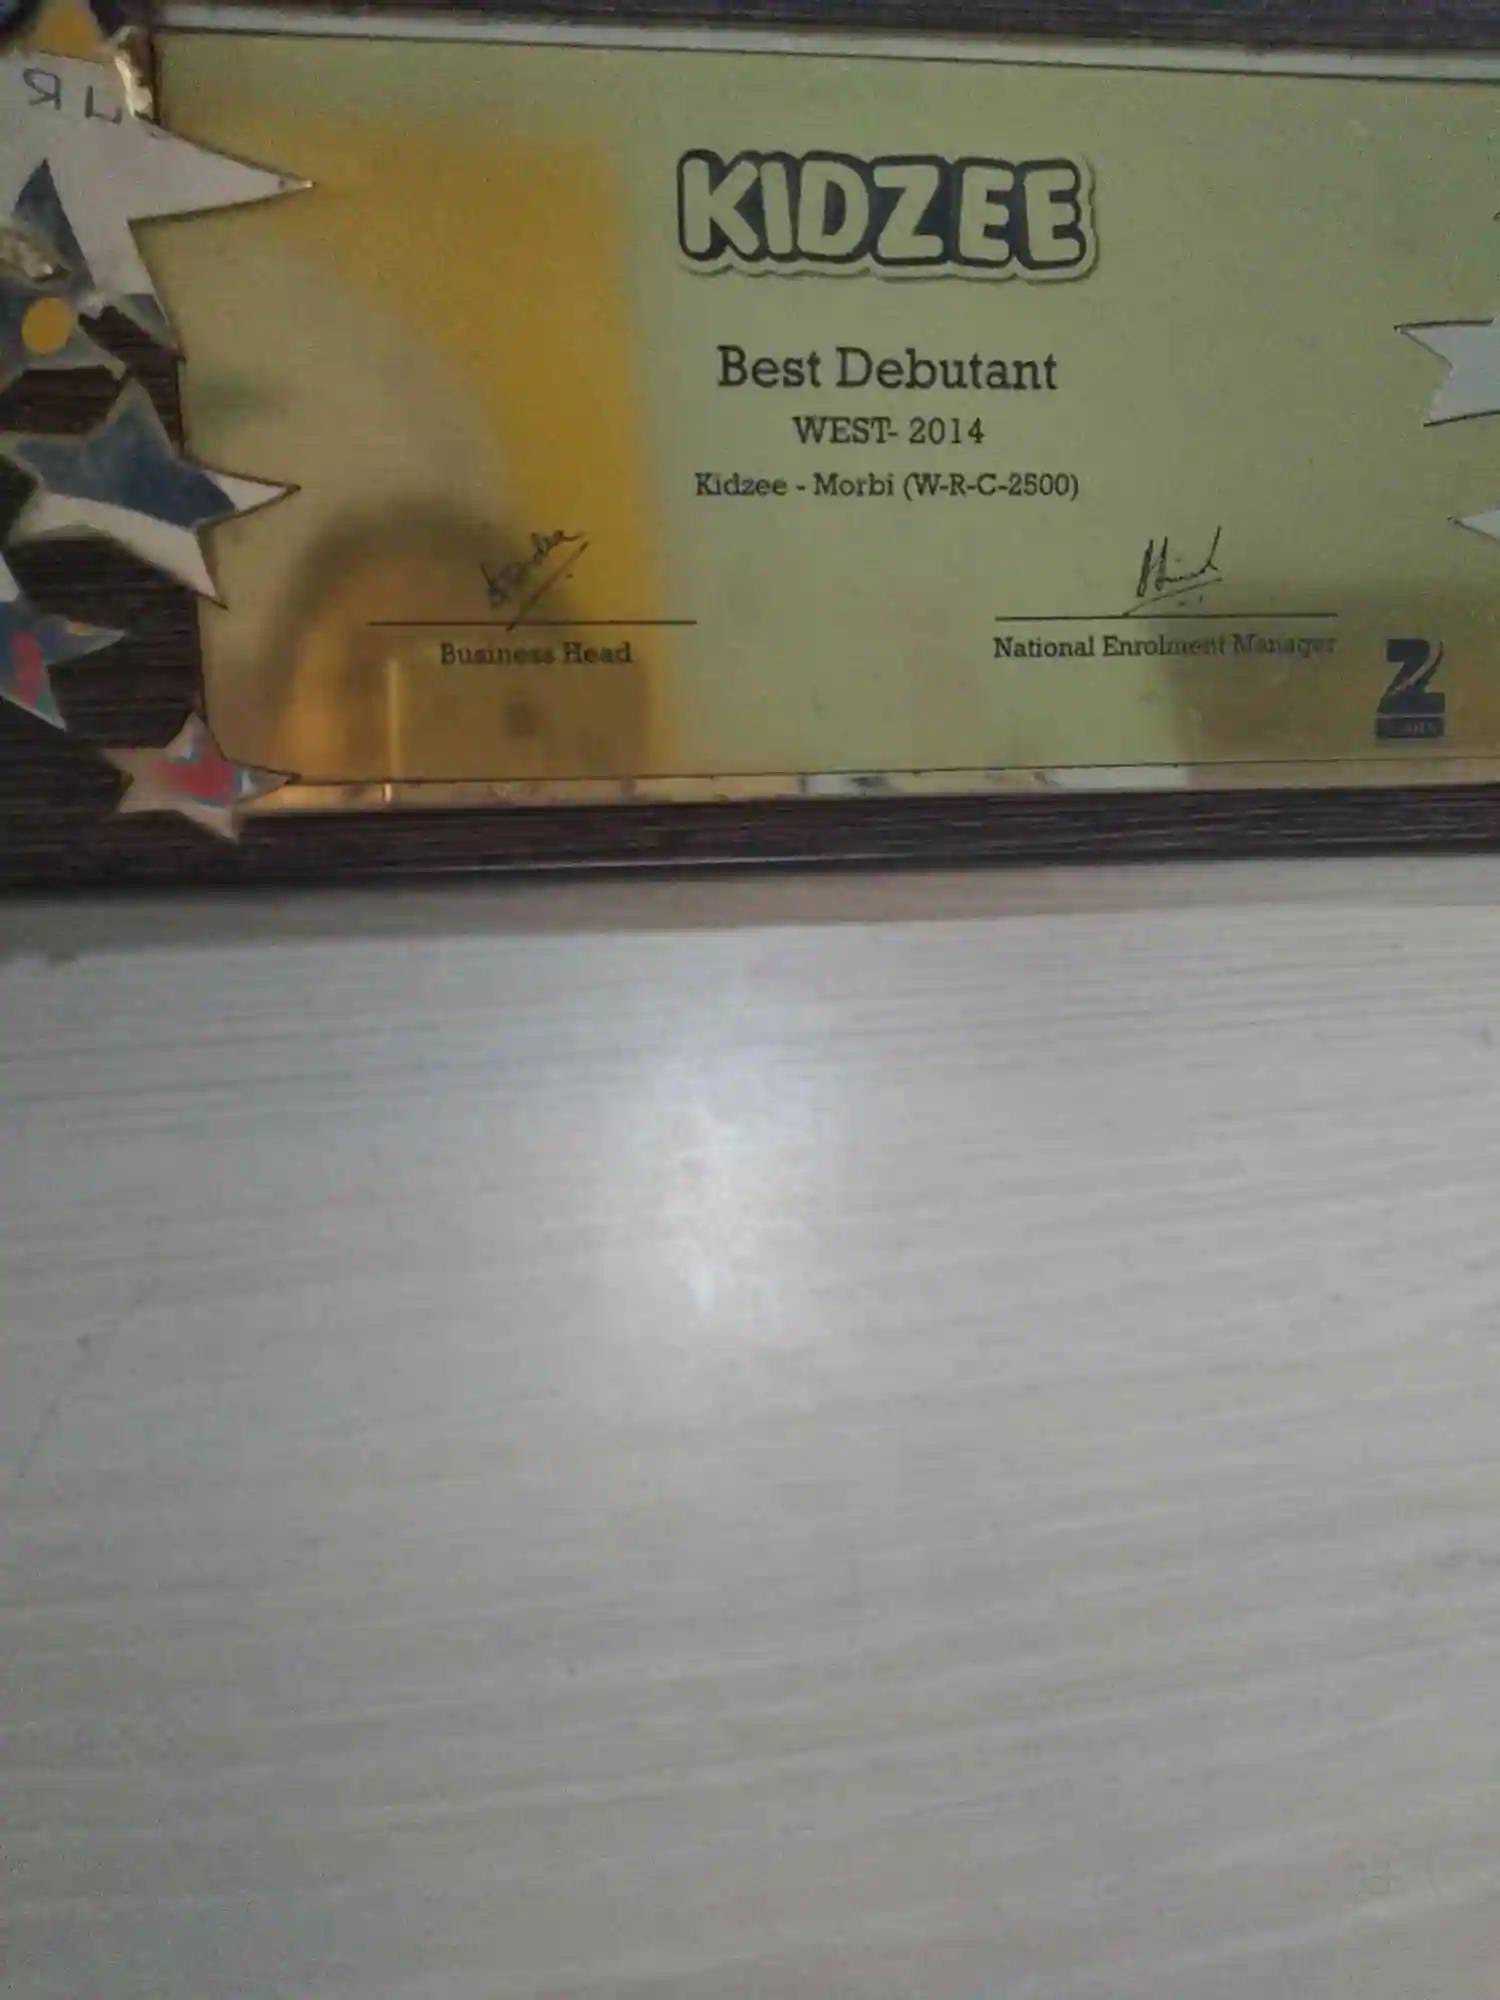 KIDZEE
Best Debutant
WEST- 2014
Kidzee - Morbi (W-R-C-2500)
Business Head
National Enrolment Manager
Z